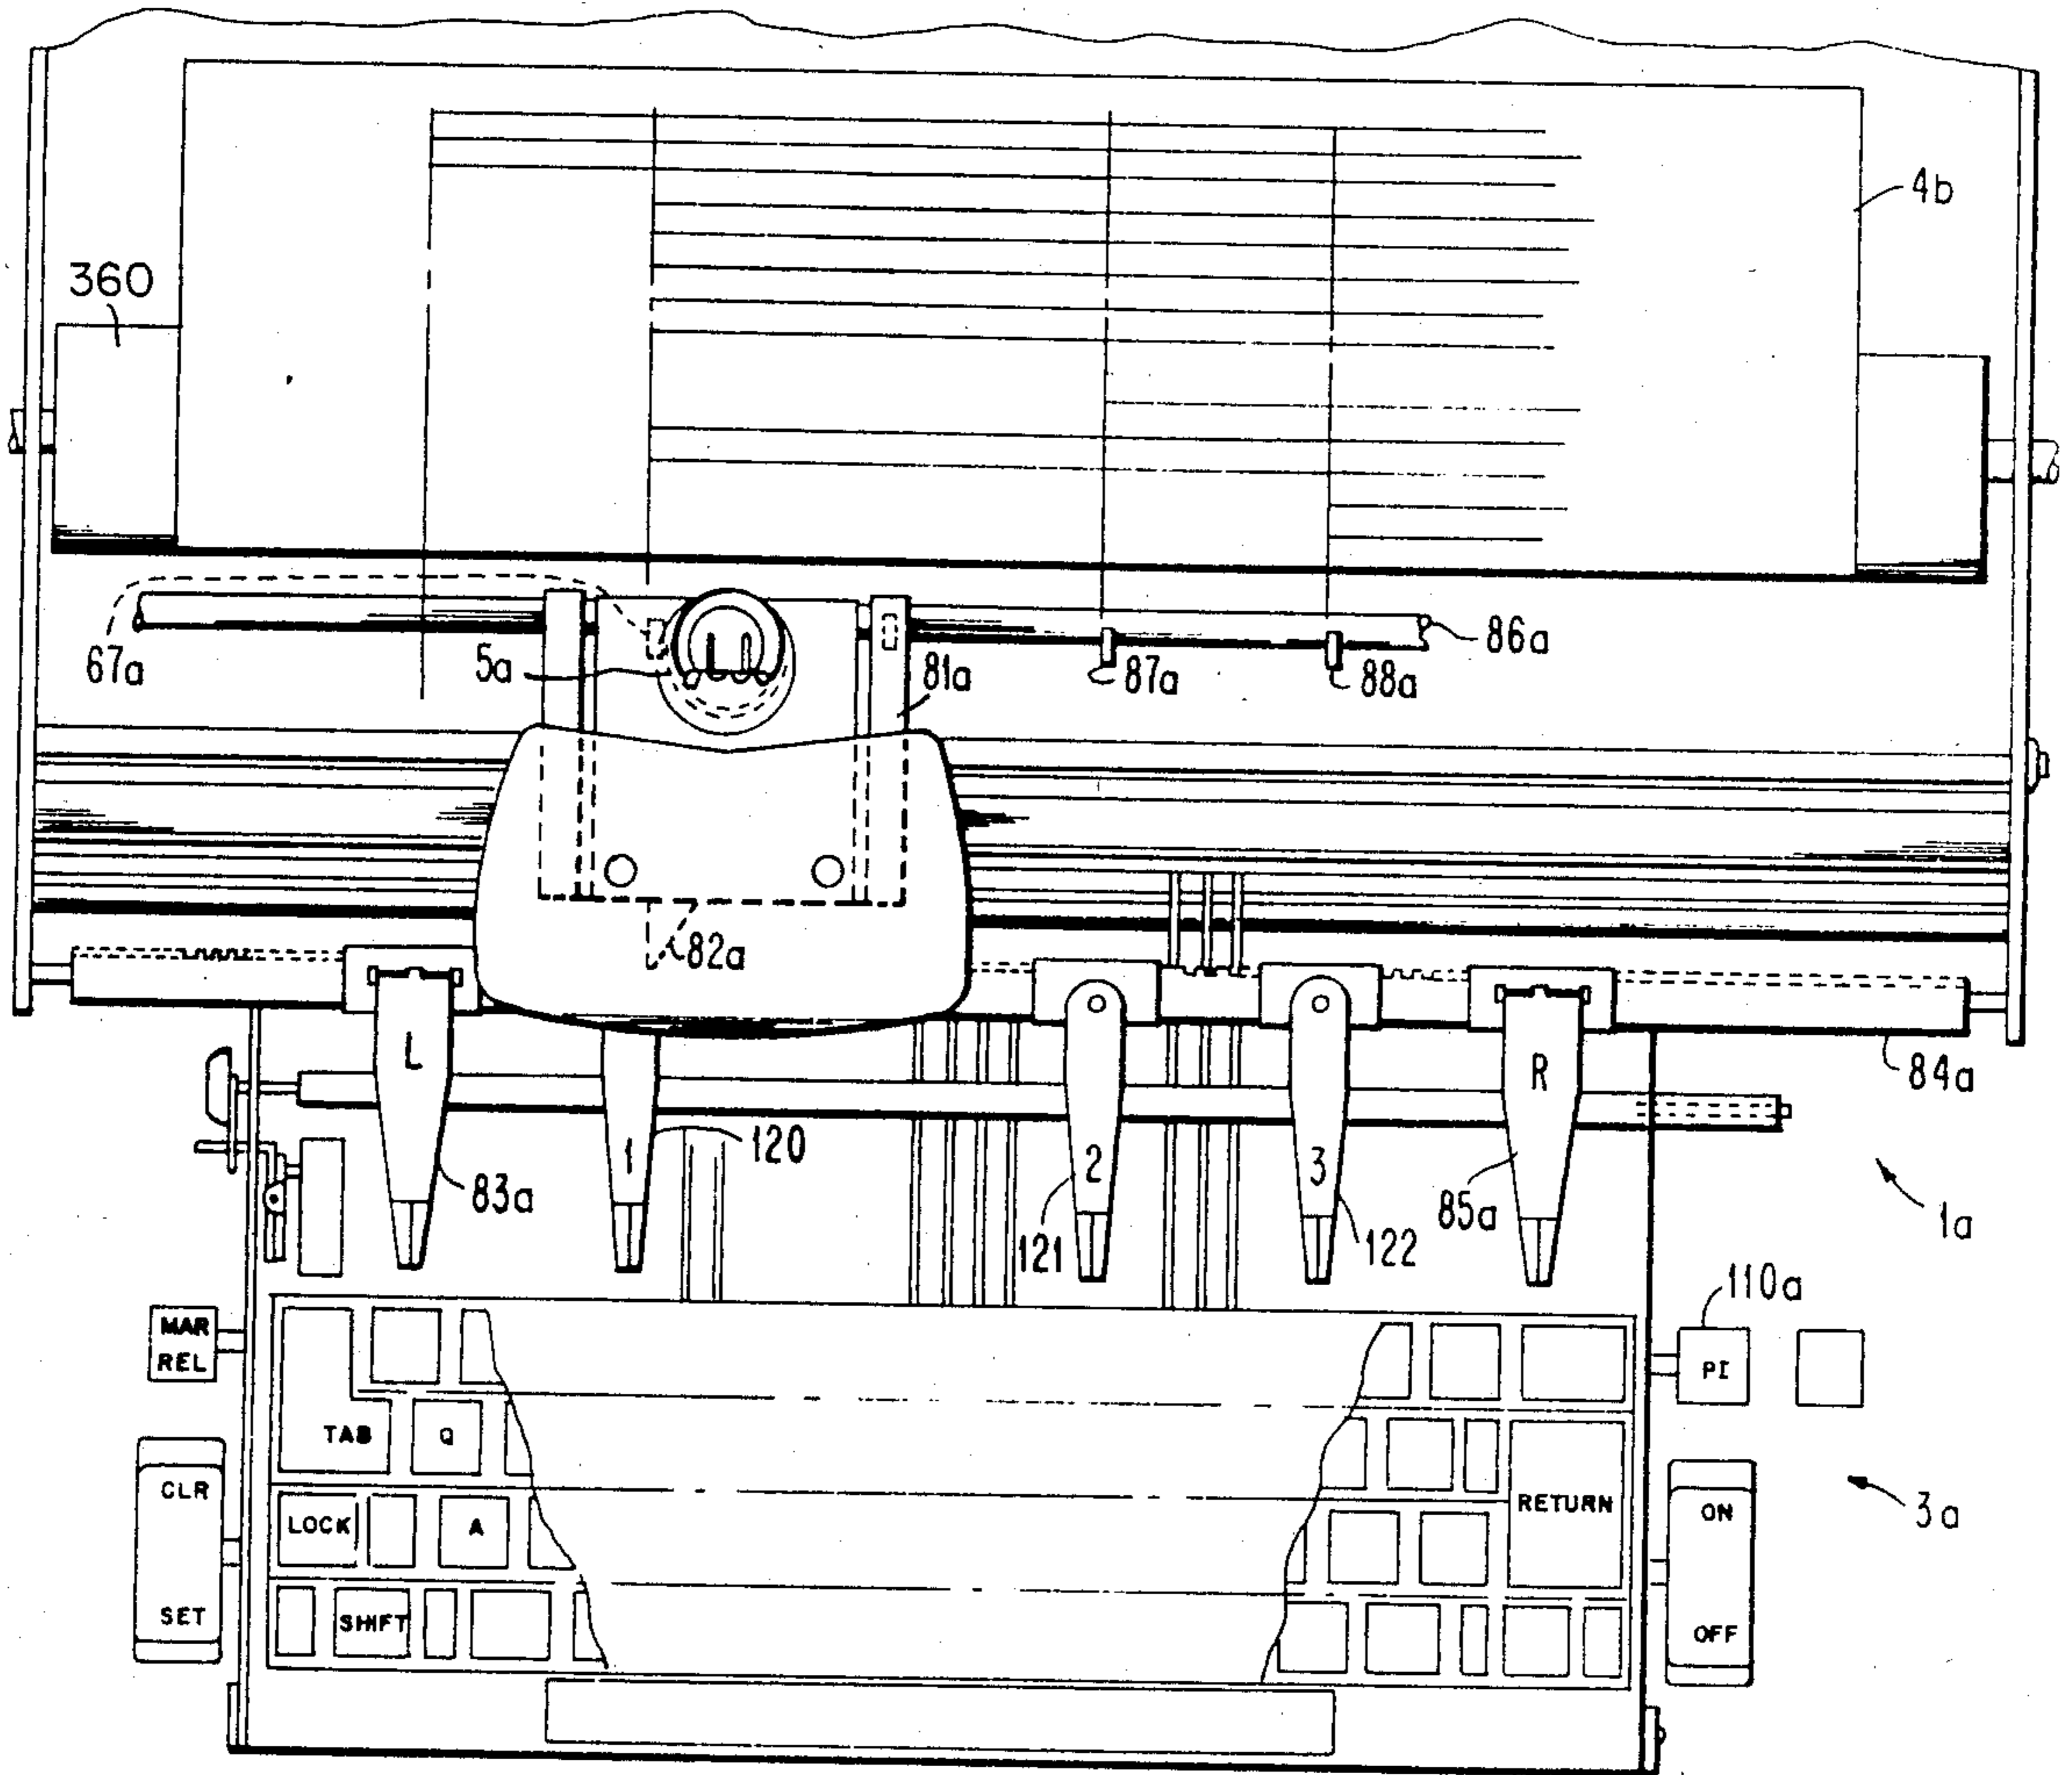 4b
360
67a
5a
81a
87a
88a
86a
82a
L
R
84a
1
120
2
3
83a
85a
121
122
1a
110a
MAR
REL
PI
TAB
Q
CLR
LOCK
A
RETURN
ON
3a
SET
SHIFT
OFF